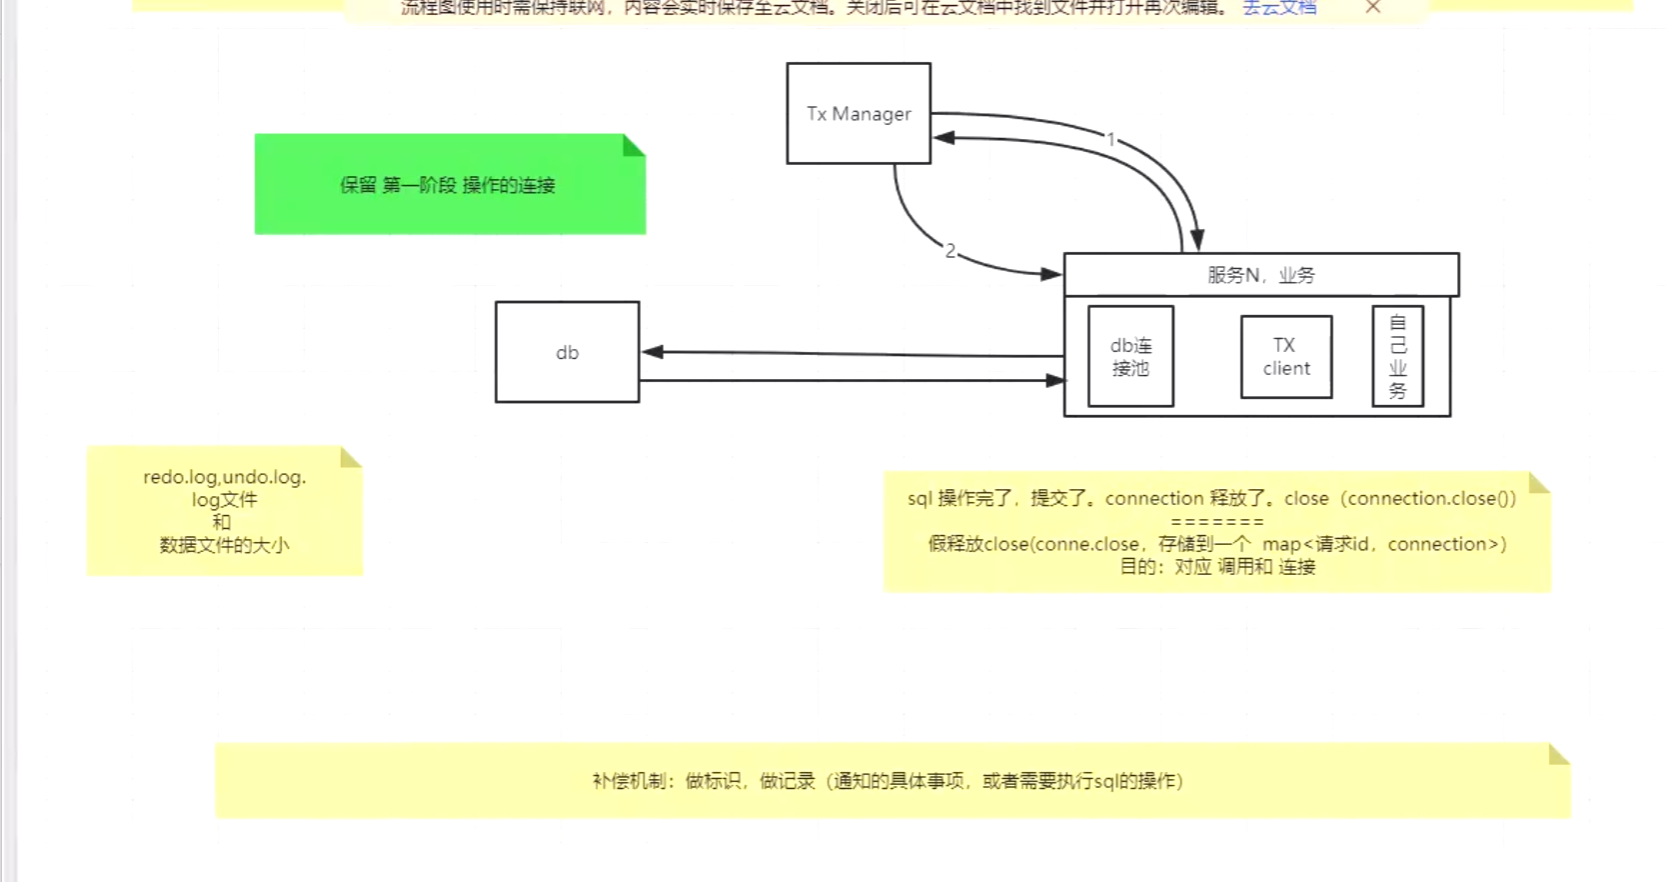 流程图使用时需保持联网，内容会实时保存至云文档。关闭后可在云文档中找到文件并打开再次编辑。 去云文档
Tx Manager
1
保留 第一阶段 操作的连接
2
服务N，业务
db
db连
接池
TX
client
自
己
业
务
redo.log,undo.log.
log文件
和
数据文件的大小
sql 操作完了，提交了。connection 释放了。close（connection.close()）
=======
假释放close(conne.close，存储到一个 map<请求id，connection>)
目的：对应 调用和 连接
补偿机制：做标识，做记录（通知的具体事项，或者需要执行sql的操作）